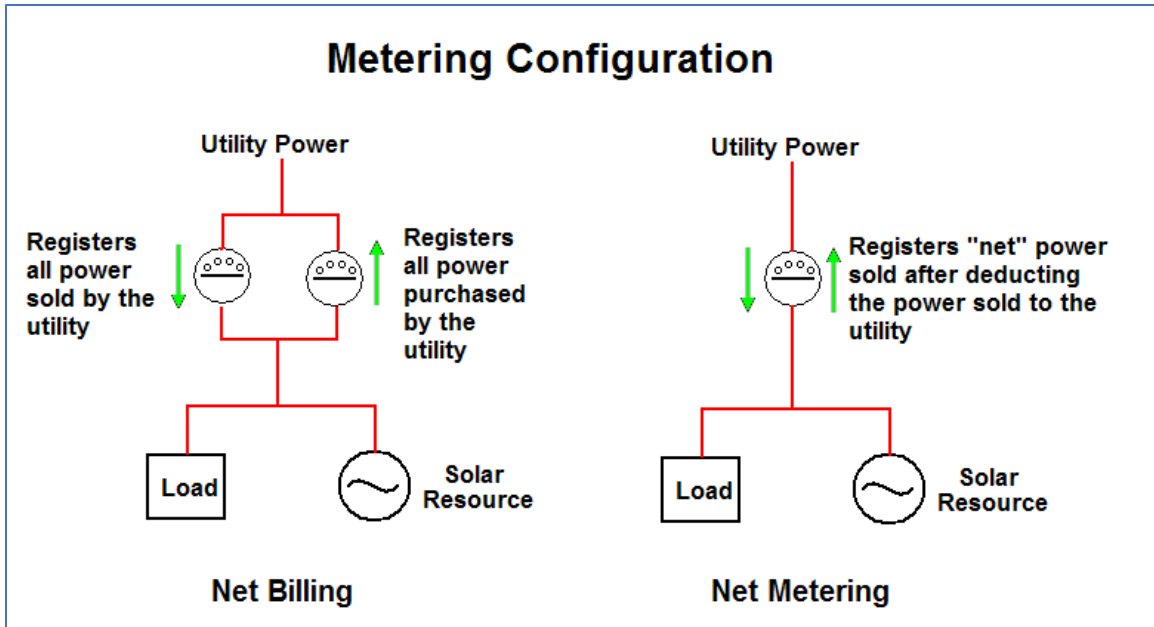 Metering Configuration
Utility Power
Registers
all power
sold by the
utility
Registers
all power
purchased
by the
utility
Load
Solar
Resource
Net Billing
Utility Power
Registers "net" power
sold after deducting
the power sold to the
utility
Load
Solar
Resource
Net Metering